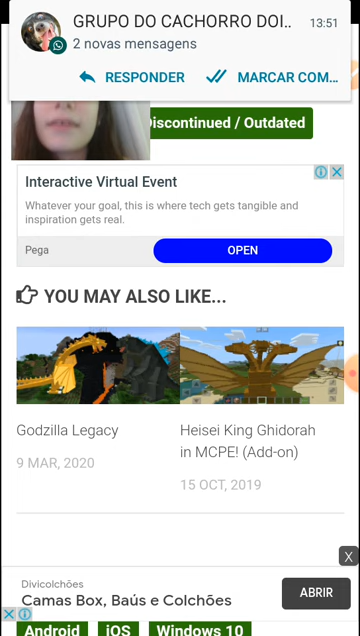 GRUPO DO CACHORRO DOI..
13:51
2 novas mensagens
RESPONDER
MARCAR COM...
Discontinued / Outdated
Interactive Virtual Event
Whatever your goal, this is where tech gets tangible and
inspiration gets real.
Pega
OPEN
YOU MAY ALSO LIKE...
Godzilla Legacy
9 MAR, 2020
Heisei King Ghidorah
in MCPE! (Add-on)
15 OCT, 2019
X
Divicolchões
Camas Box, Baús e Colchões
ABRIR
Android
iOS
Windows 10